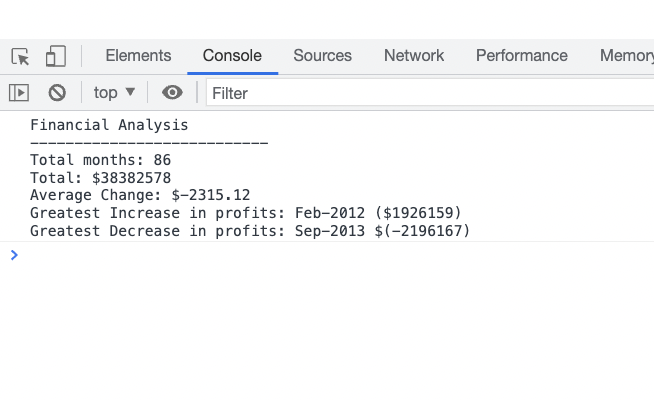 Elements Console Sources Network Performance Memory
top ▼ Filter
Financial Analysis
---------------------------
Total months: 86
Total: $38382578
Average Change: $-2315.12
Greatest Increase in profits: Feb-2012 ($1926159)
Greatest Decrease in profits: Sep-2013 $(-2196167)
>